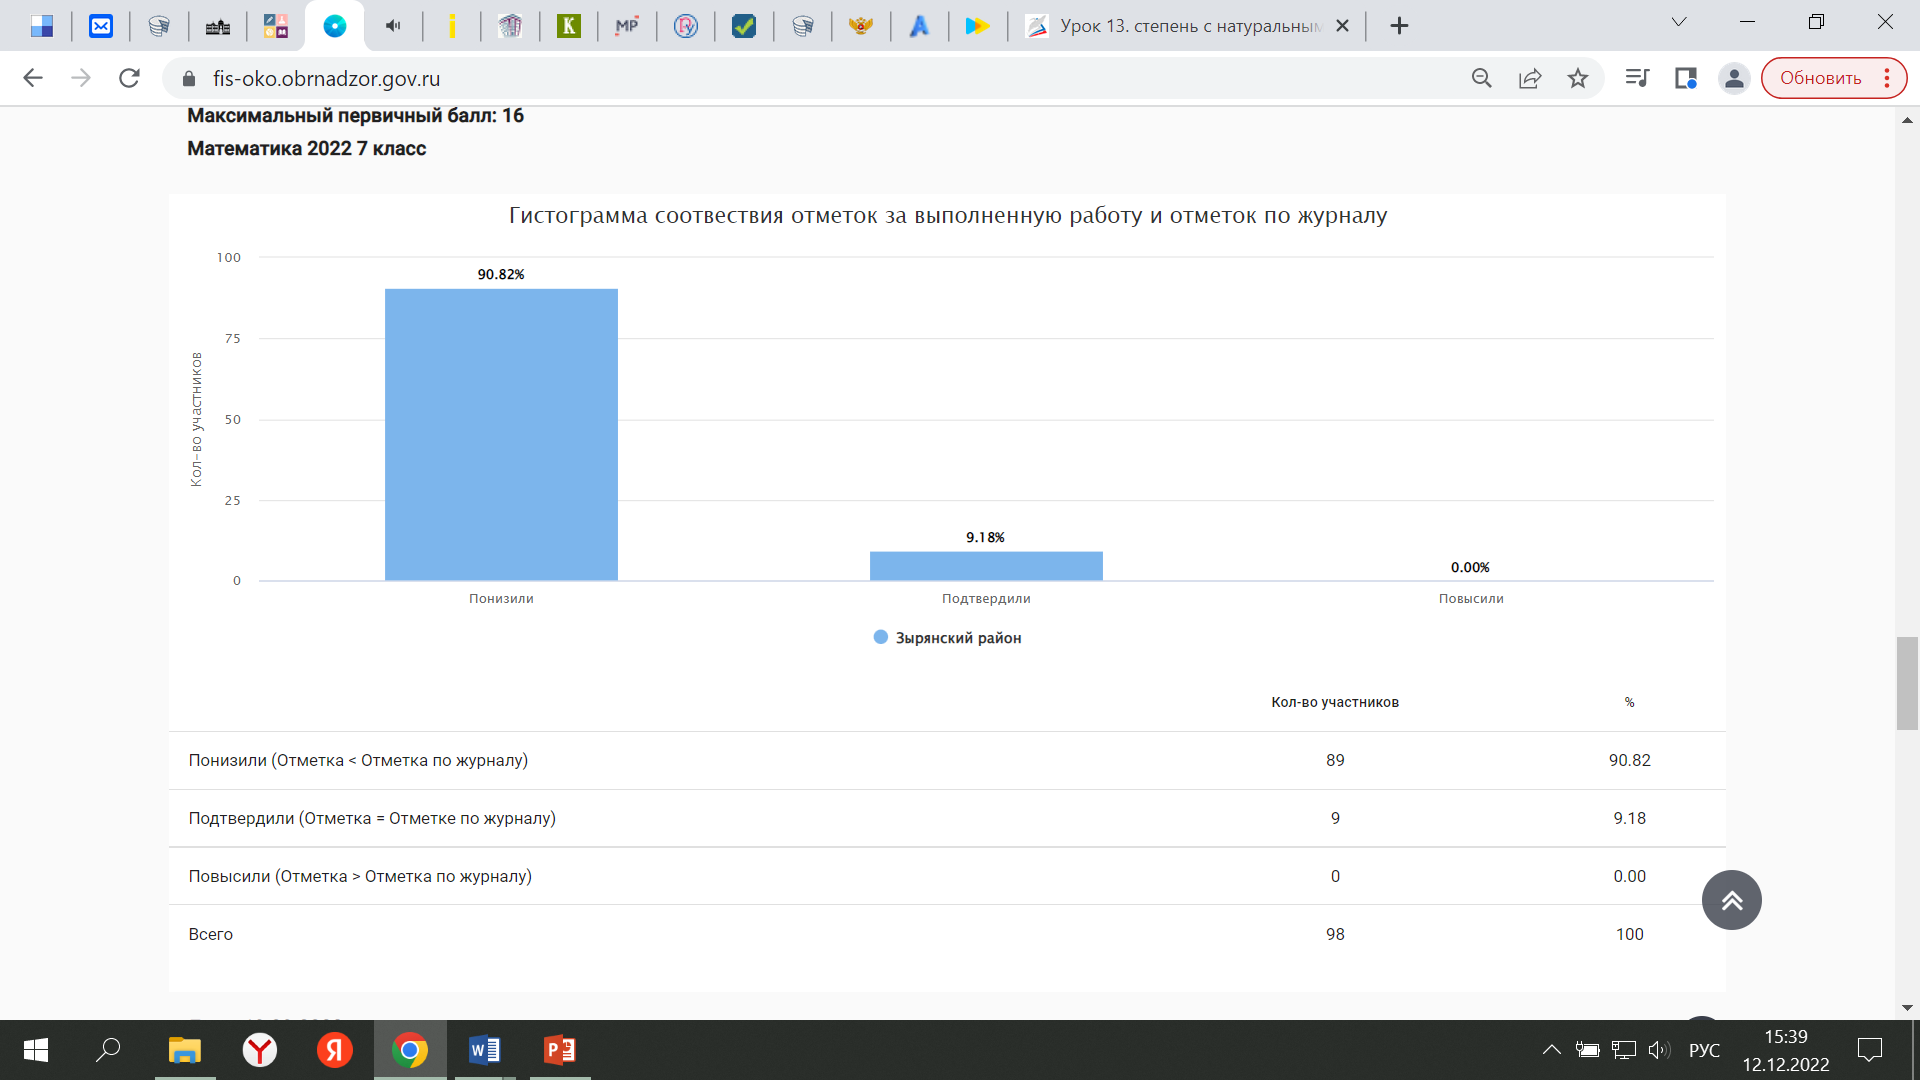 Урок 13. степень с натуральным
fis-oko.obrnadzor.gov.ru
Обновить
Максимальный первичный балл: 16
Математика 2022 7 класс
Гистограмма соотвествия отметок за выполненную работу и отметок по журналу
Кол-во участников
100
75
50
25
0
90.82%
9.18%
0.00%
Понизили
Подтвердили
Повысили
Зырянский район
Кол-во участников %
Понизили (Отметка < Отметка по журналу) 89 90.82
Подтвердили (Отметка = Отметке по журналу) 9 9.18
Повысили (Отметка > Отметка по журналу) 0 0.00
Всего 98 100
РУС
15:39
12.12.2022